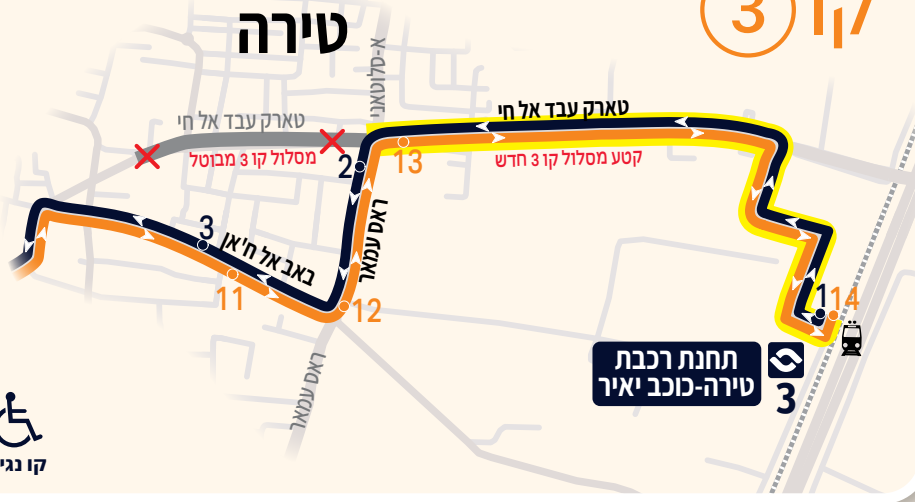 קו 3
טירה
א-סלוטאני
טארק עבד אל חי
טארק עבד אל חי
מסלול קו 3 מבוטל
קטע מסלול קו 3 חדש
2
13
ראס עמאר
3
באב אל ח'אן
11
12
1
14
תחנת רכבת
טירה-כוכב יאיר
3
ראס עמאר
קו נגי